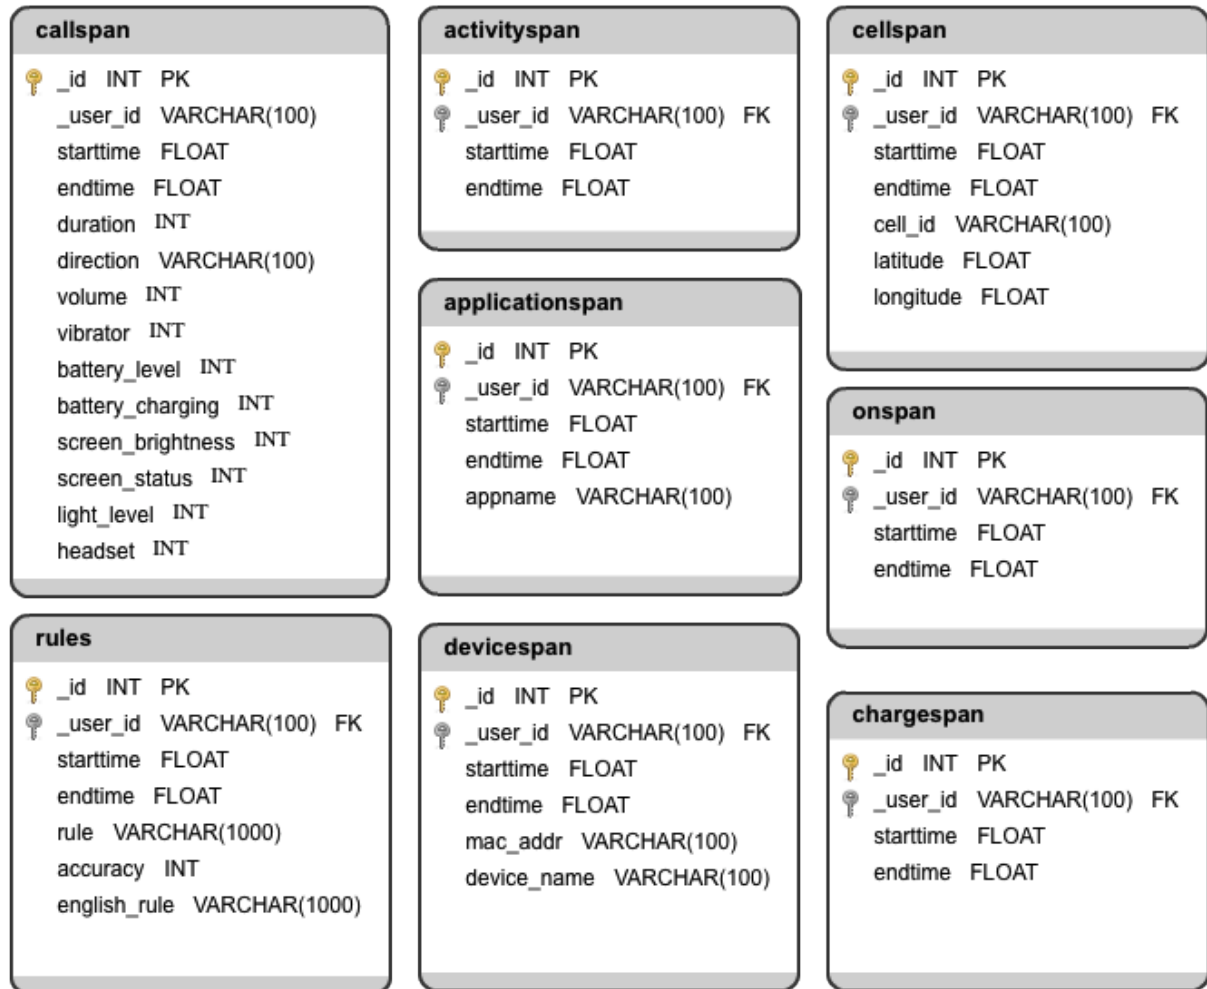 callspan
_id INT PK
_user_id VARCHAR(100)
starttime FLOAT
endtime FLOAT
duration INT
direction VARCHAR(100)
volume INT
vibrator INT
battery_level INT
battery_charging INT
screen_brightness INT
screen_status INT
light_level INT
headset INT
rules
_id INT PK
_user_id VARCHAR(100) FK
starttime FLOAT
endtime FLOAT
rule VARCHAR(1000)
accuracy INT
english_rule VARCHAR(1000)
activityspan
_id INT PK
_user_id VARCHAR(100) FK
starttime FLOAT
endtime FLOAT
applicationspan
_id INT PK
_user_id VARCHAR(100) FK
starttime FLOAT
endtime FLOAT
appname VARCHAR(100)
devicespan
_id INT PK
_user_id VARCHAR(100) FK
starttime FLOAT
endtime FLOAT
mac_addr VARCHAR(100)
device_name VARCHAR(100)
cellspan
_id INT PK
_user_id VARCHAR(100) FK
starttime FLOAT
endtime FLOAT
cell_id VARCHAR(100)
latitude FLOAT
longitude FLOAT
onspan
_id INT PK
_user_id VARCHAR(100) FK
starttime FLOAT
endtime FLOAT
chargespan
_id INT PK
_user_id VARCHAR(100) FK
starttime FLOAT
endtime FLOAT